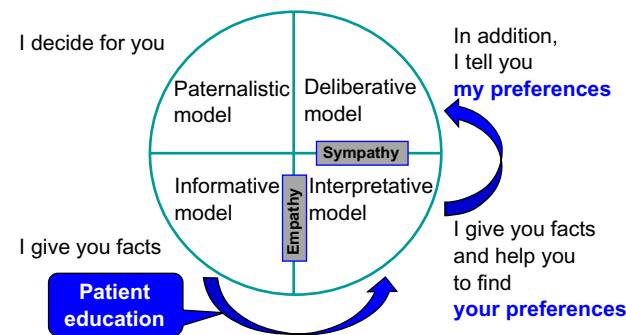 I decide for you
Paternalistic
model
Deliberative
model
In addition,
I tell you
my preferences
Sympathy
Informative
model
Empathy
Interpretative
model
I give you facts
I give you facts
and help you
to find
your preferences
Patient
education